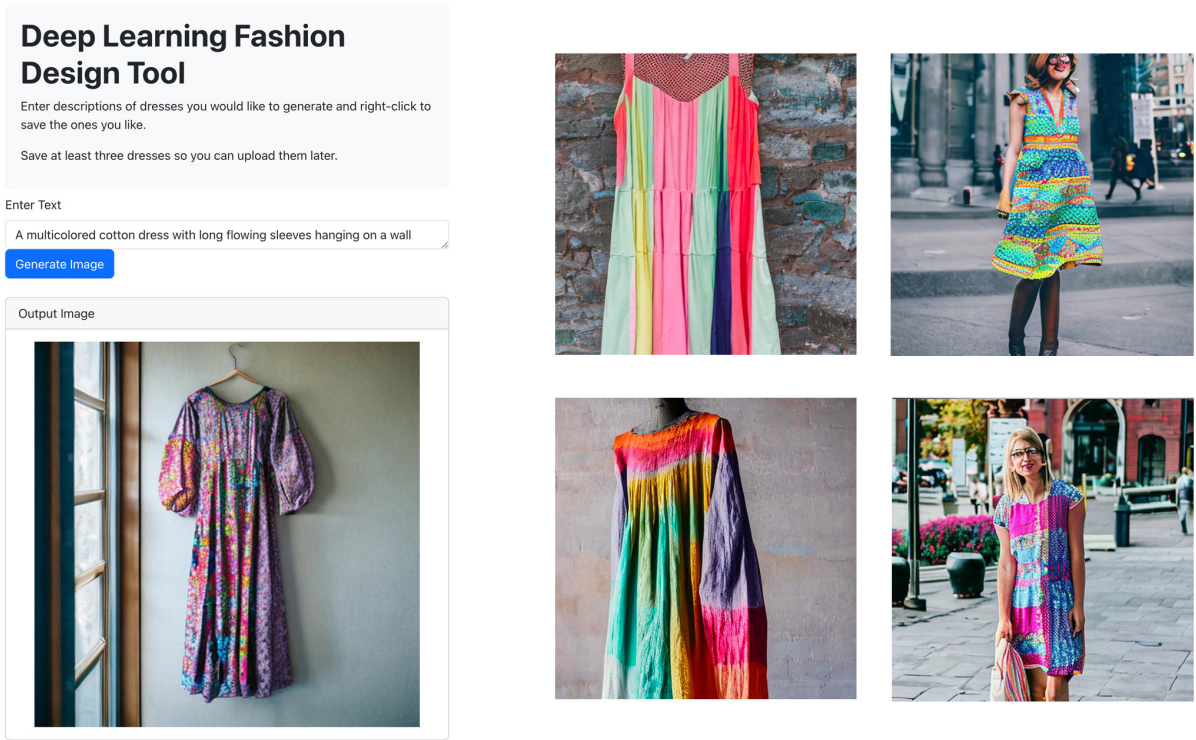 Deep Learning Fashion
Design Tool
Enter descriptions of dresses you would like to generate and right-click to
save the ones you like.
Save at least three dresses so you can upload them later.
Enter Text
A multicolored cotton dress with long flowing sleeves hanging on a wall
Generate Image
Output Image